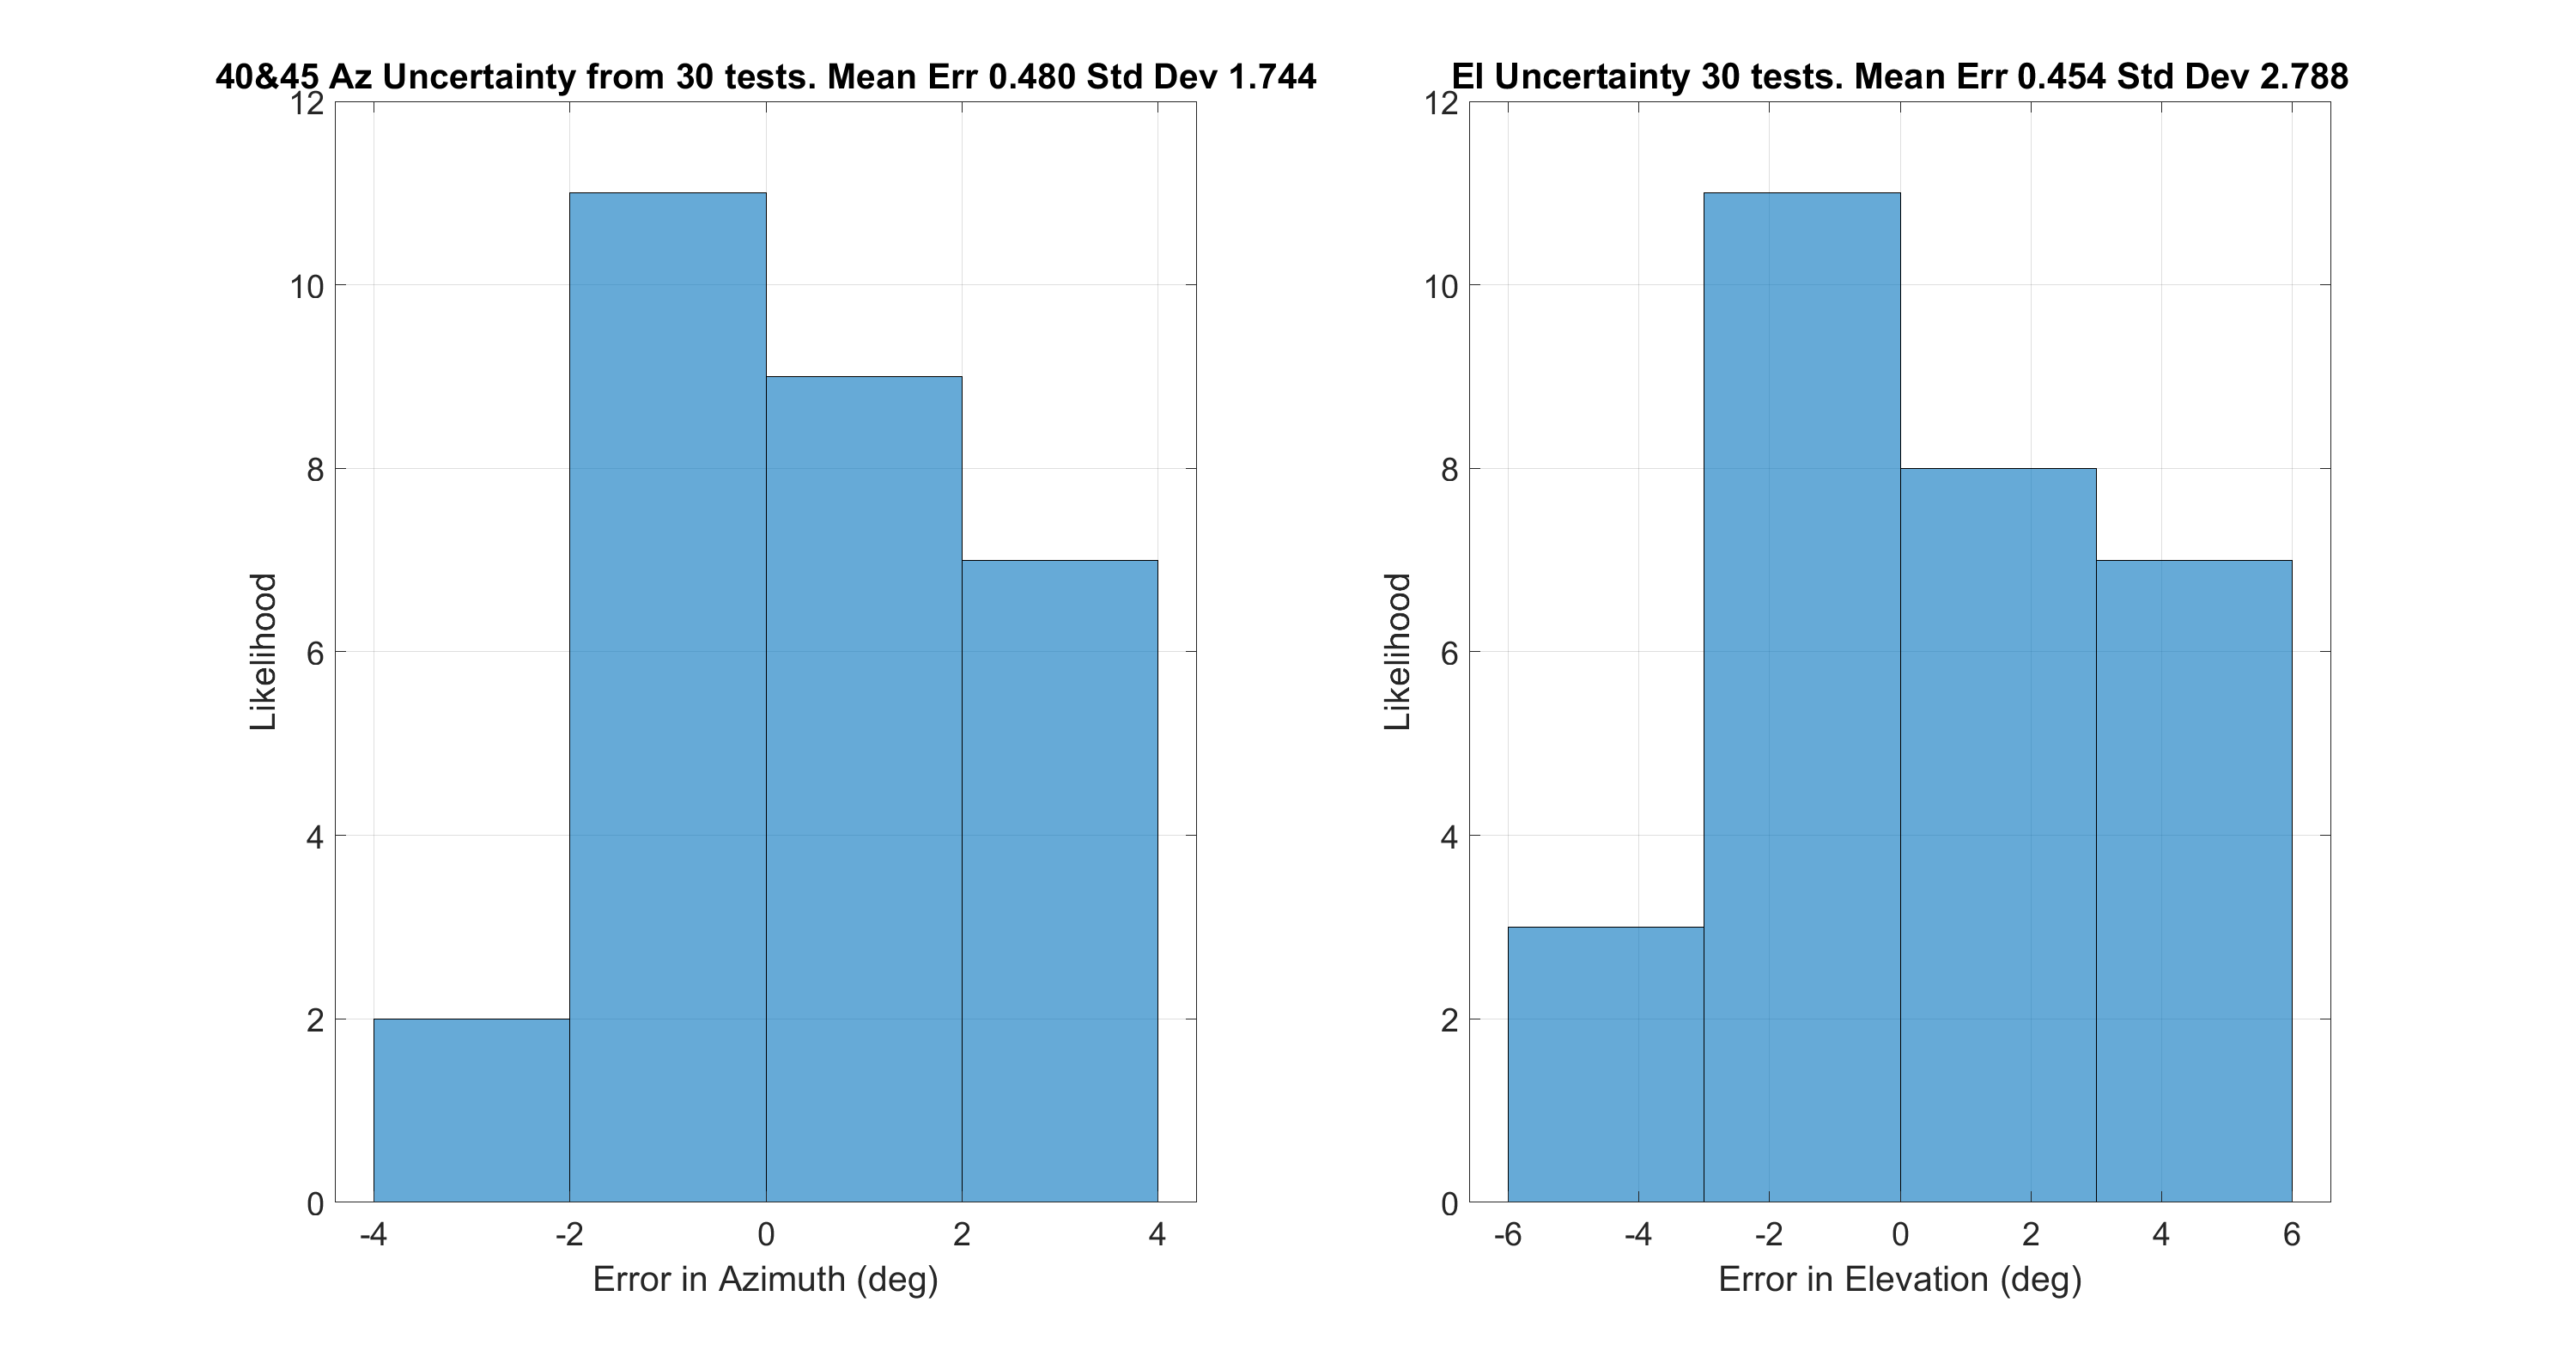 40&45 Az Uncertainty from 30 tests. Mean Err 0.480 Std Dev 1.744
12
10
8
6
4
2
0
Likelihood
-4 -2 0 2 4
Error in Azimuth (deg)
El Uncertainty 30 tests. Mean Err 0.454 Std Dev 2.788
12
10
8
6
4
2
0
Likelihood
-6 -4 -2 0 2 4 6
Error in Elevation (deg)